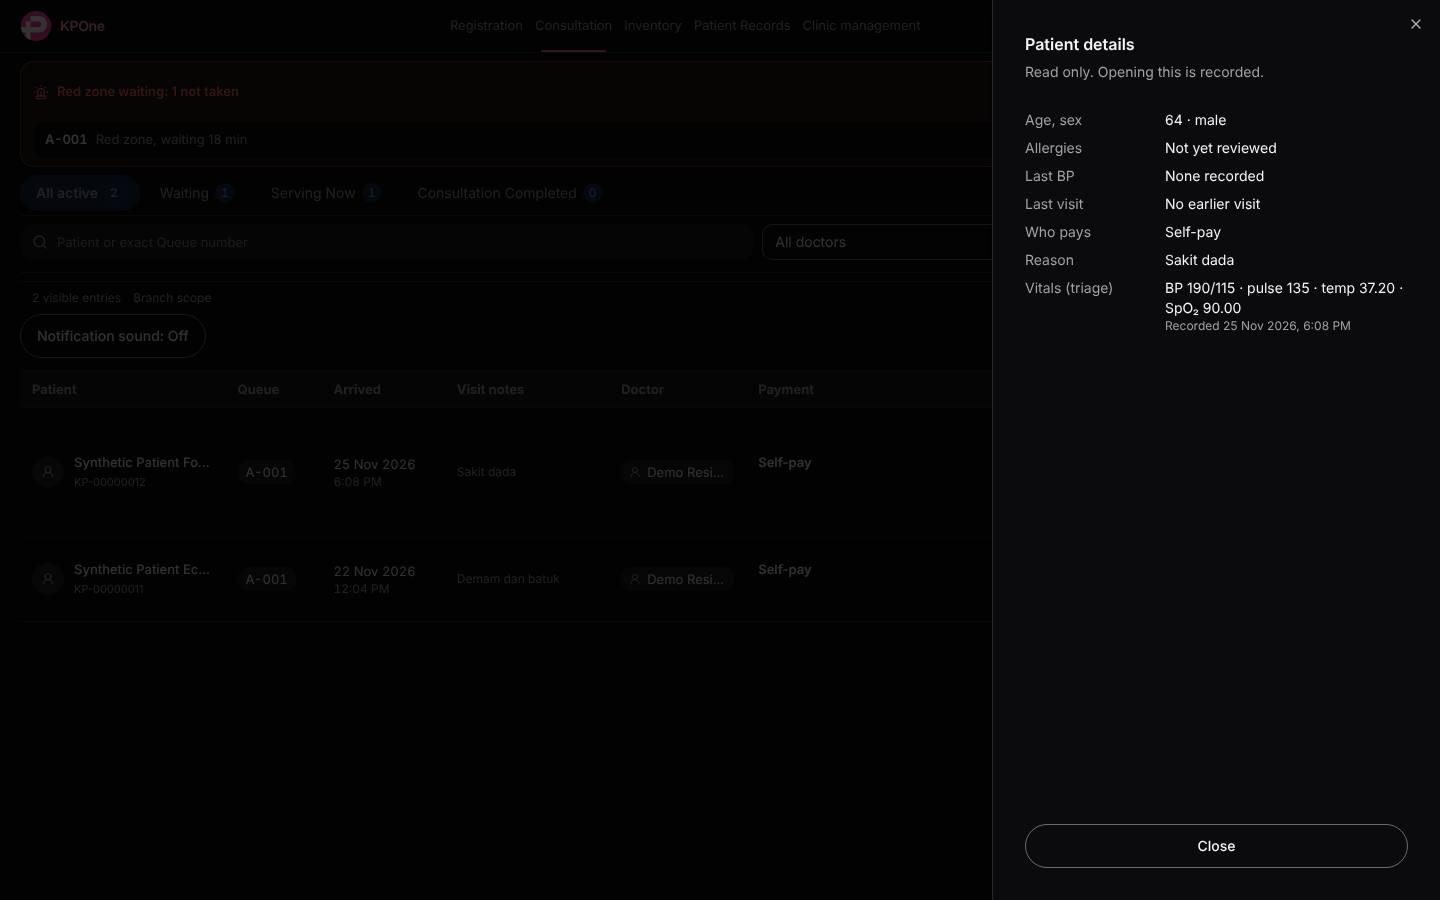 KPOne
Registration Consultation Inventory Patient Records Clinic management
Red zone waiting: 1 not taken
A-001 Red zone, waiting 18 min
All active 2 Waiting 1 Serving Now 1 Consultation Completed 0
Patient or exact Queue number
All doctors
2 visible entries Branch scope
Notification sound: Off
Patient Queue Arrived Visit notes Doctor Payment
Synthetic Patient Fo...
KP-00000012
A-001
25 Nov 2026
6:08 PM
Sakit dada
Demo Resi...
Self-pay
Synthetic Patient Ec...
KP-00000011
A-001
22 Nov 2026
12:04 PM
Demam dan batuk
Demo Resi...
Self-pay
Patient details
Read only. Opening this is recorded.
Age, sex 64 · male
Allergies Not yet reviewed
Last BP None recorded
Last visit No earlier visit
Who pays Self-pay
Reason Sakit dada
Vitals (triage) BP 190/115 · pulse 135 · temp 37.20 ·
SpO₂ 90.00
Recorded 25 Nov 2026, 6:08 PM
Close